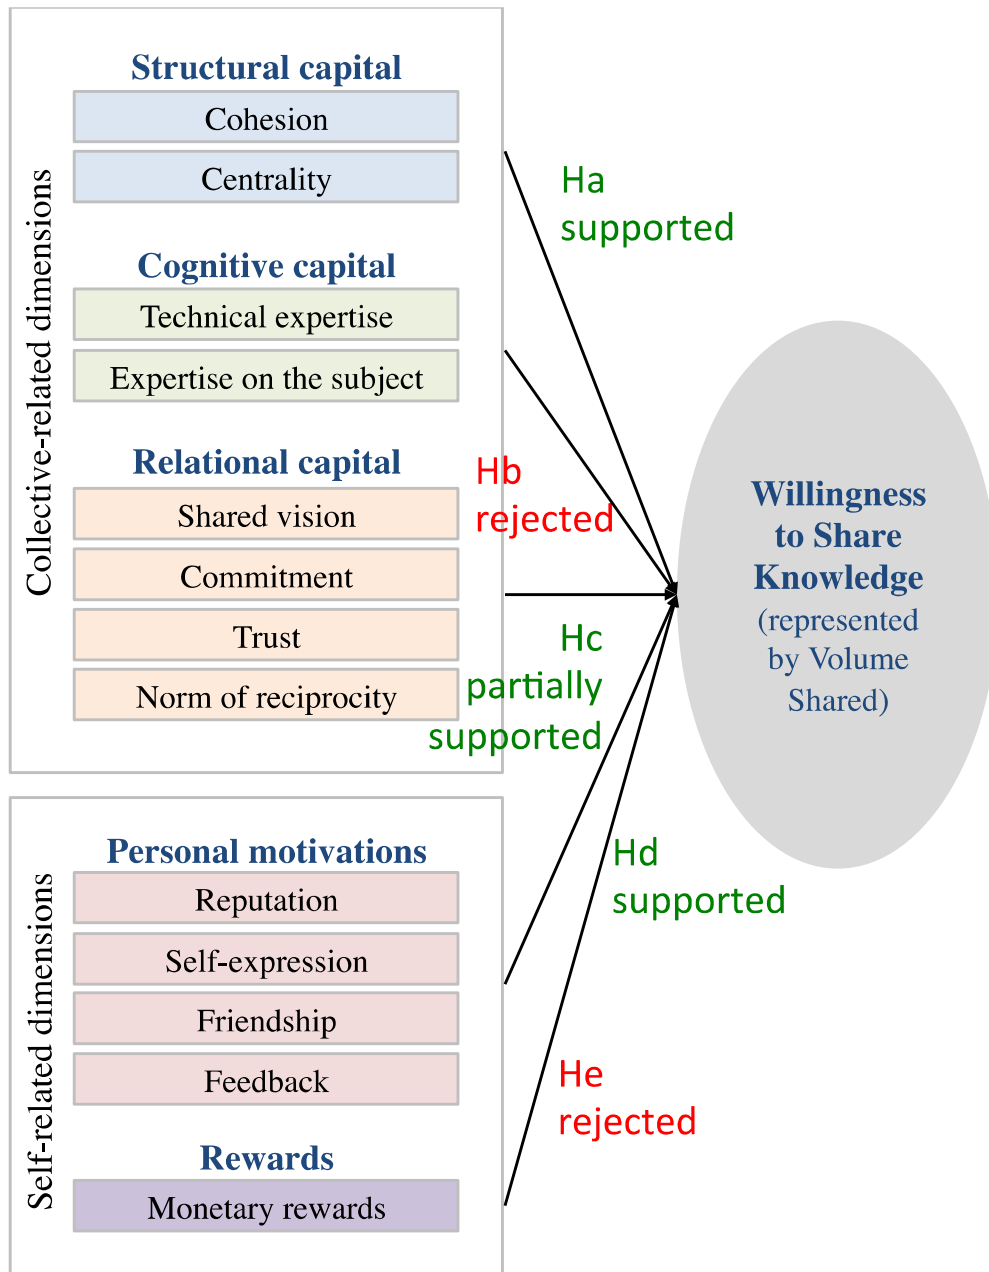 Collective-related dimensions
Structural capital
Cohesion
Centrality
Cognitive capital
Technical expertise
Expertise on the subject
Relational capital
Shared vision
Commitment
Trust
Norm of reciprocity
Self-related dimensions
Personal motivations
Reputation
Self-expression
Friendship
Feedback
Rewards
Monetary rewards
Ha
supported
Hb
rejected
Hc
partially
supported
Hd
supported
He
rejected
Willingness
to Share
Knowledge
(represented
by Volume
Shared)